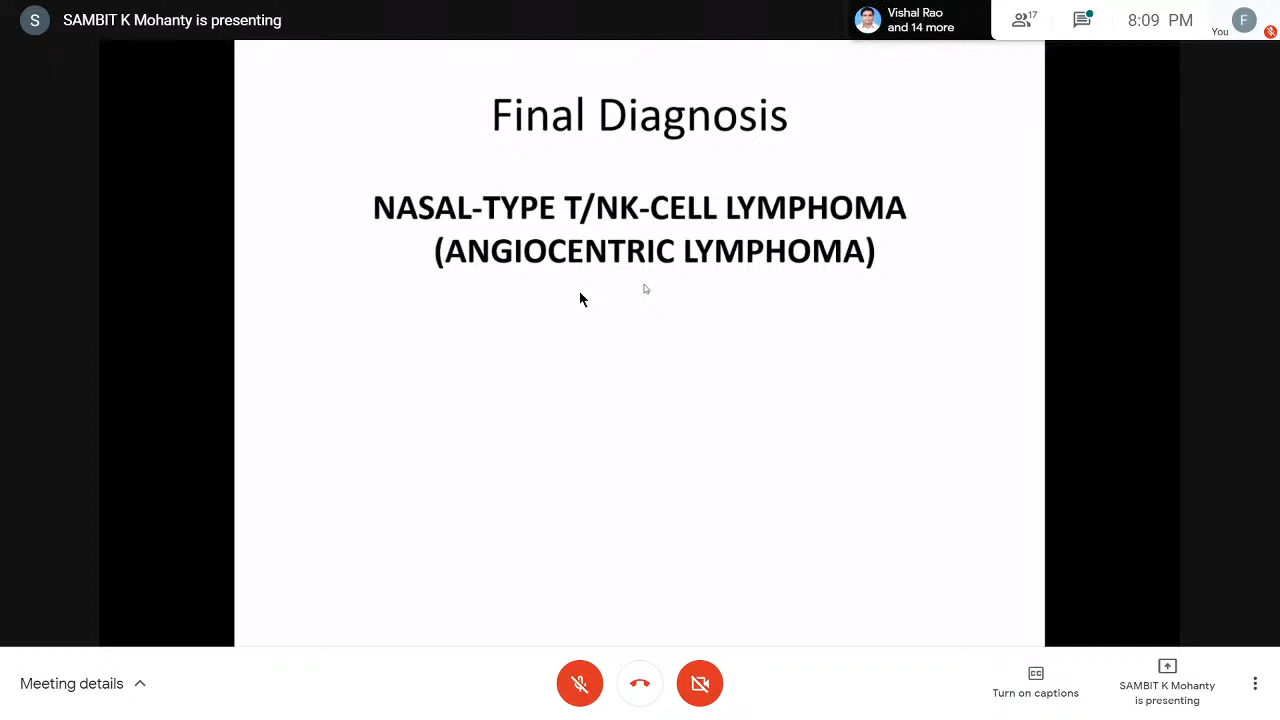 S SAMBIT K Mohanty is presenting
Vishal Rao
and 14 more
17
8:09 PM
You
F
Final Diagnosis
NASAL-TYPE T/NK-CELL LYMPHOMA
(ANGIOCENTRIC LYMPHOMA)
Meeting details
CC
Turn on captions
SAMBIT K Mohanty
is presenting